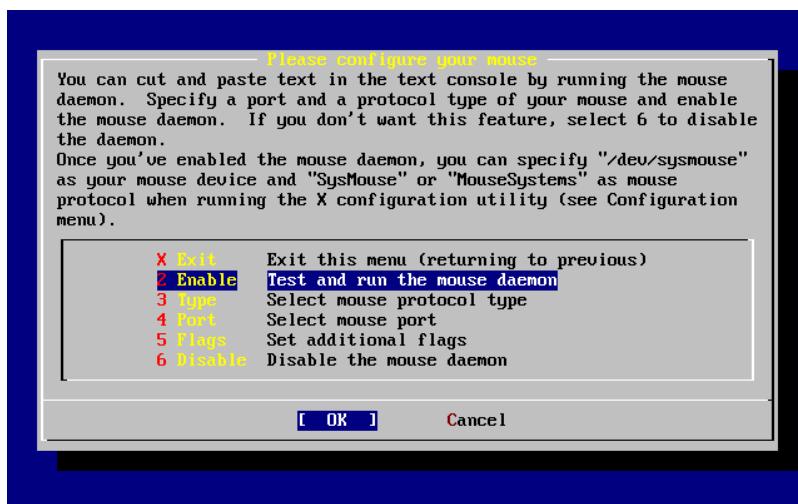 Please configure your mouse
You can cut and paste text in the text console by running the mouse
daemon.  Specify a port and a protocol type of your mouse and enable
the mouse daemon.  If you don't want this feature, select 6 to disable
the daemon.
Once you've enabled the mouse daemon, you can specify "/dev/sysmouse"
as your mouse device and "SysMouse" or "MouseSystems" as mouse
protocol when running the X configuration utility (see Configuration
menu).
X Exit    Exit this menu (returning to previous)
2 Enable  Test and run the mouse daemon
3 Type    Select mouse protocol type
4 Port    Select mouse port
5 Flags   Set additional flags
6 Disable Disable the mouse daemon
[  OK  ]    Cancel